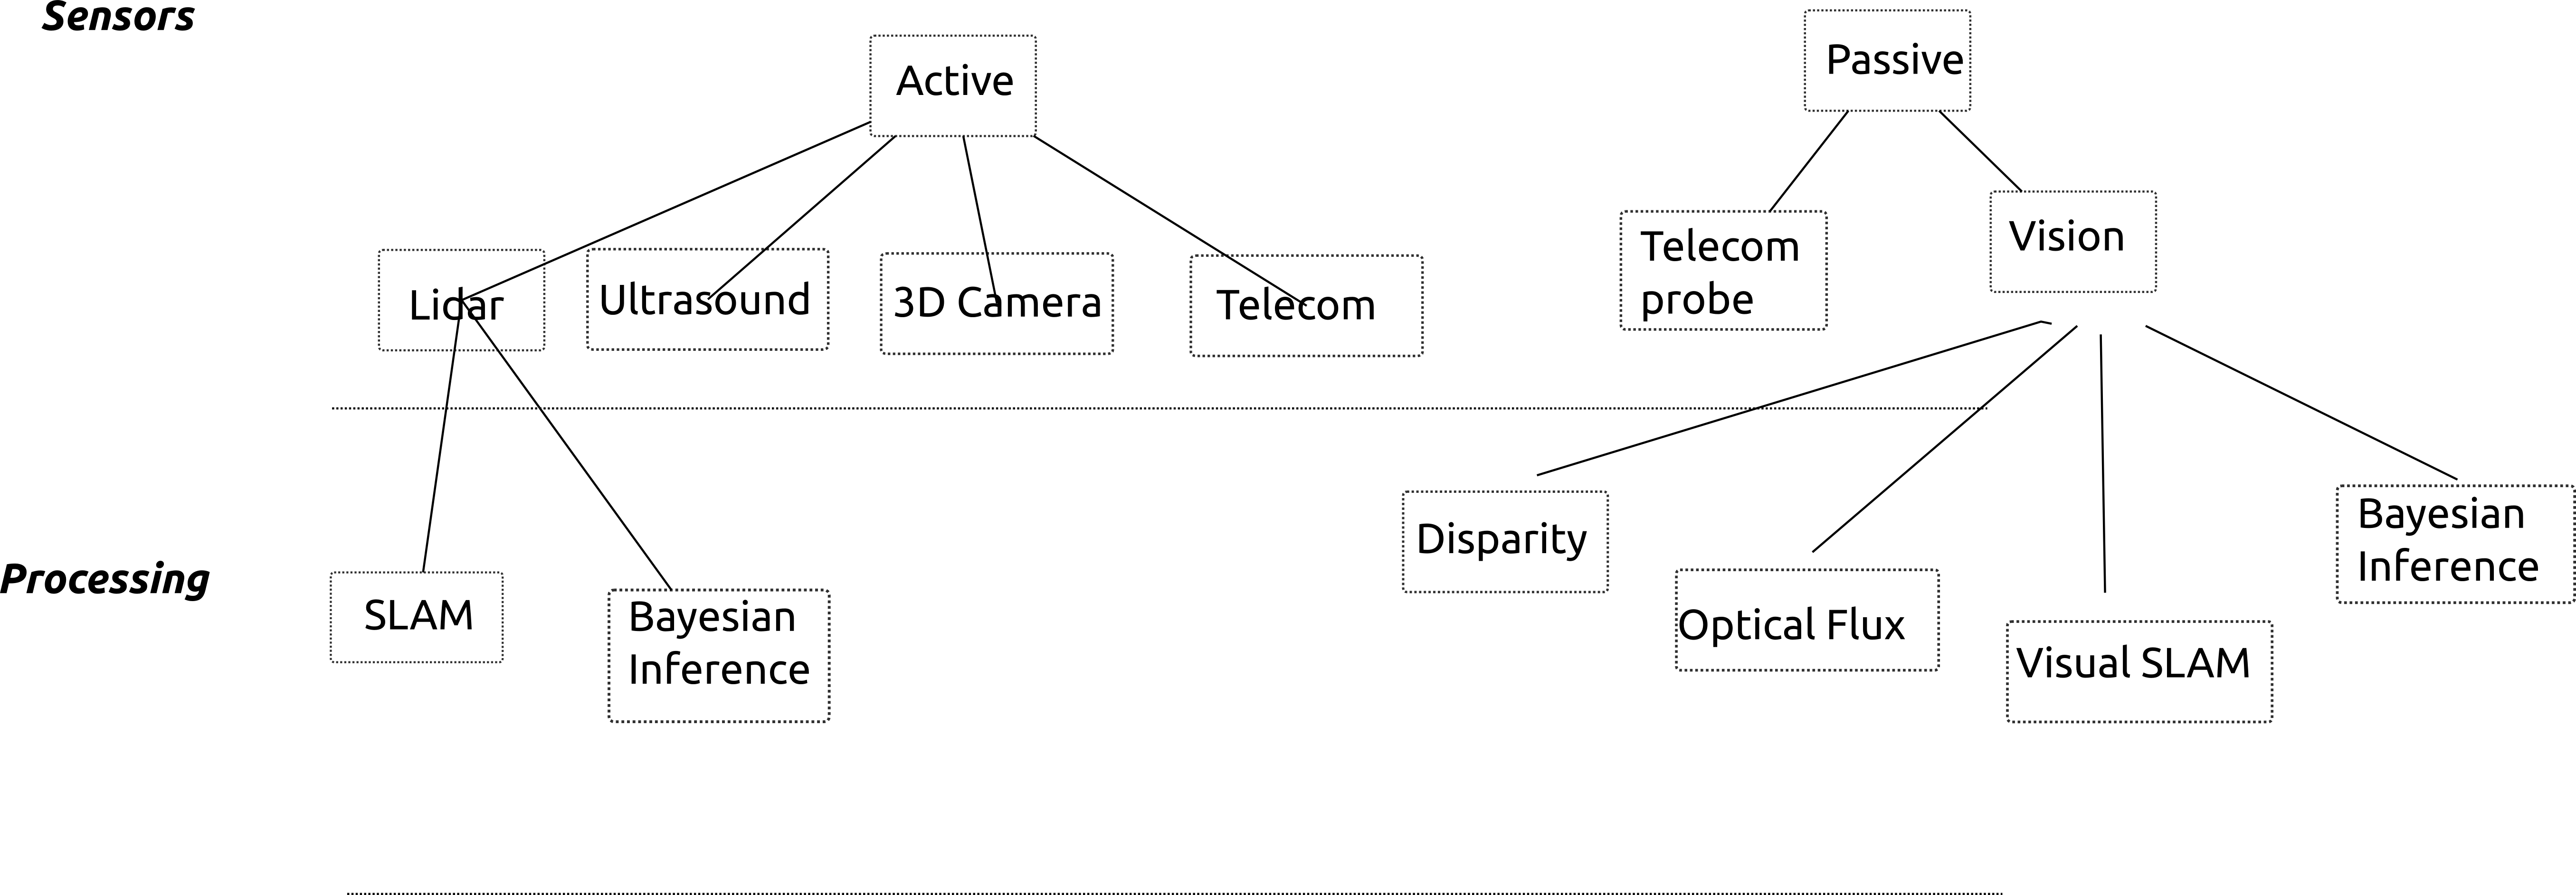 Sensors
Active
Passive
Lidar
Ultrasound
3D Camera
Telecom
Telecom
probe
Vision
Processing
SLAM
Bayesian
Inference
Disparity
Optical Flux
Visual SLAM
Bayesian
Inference